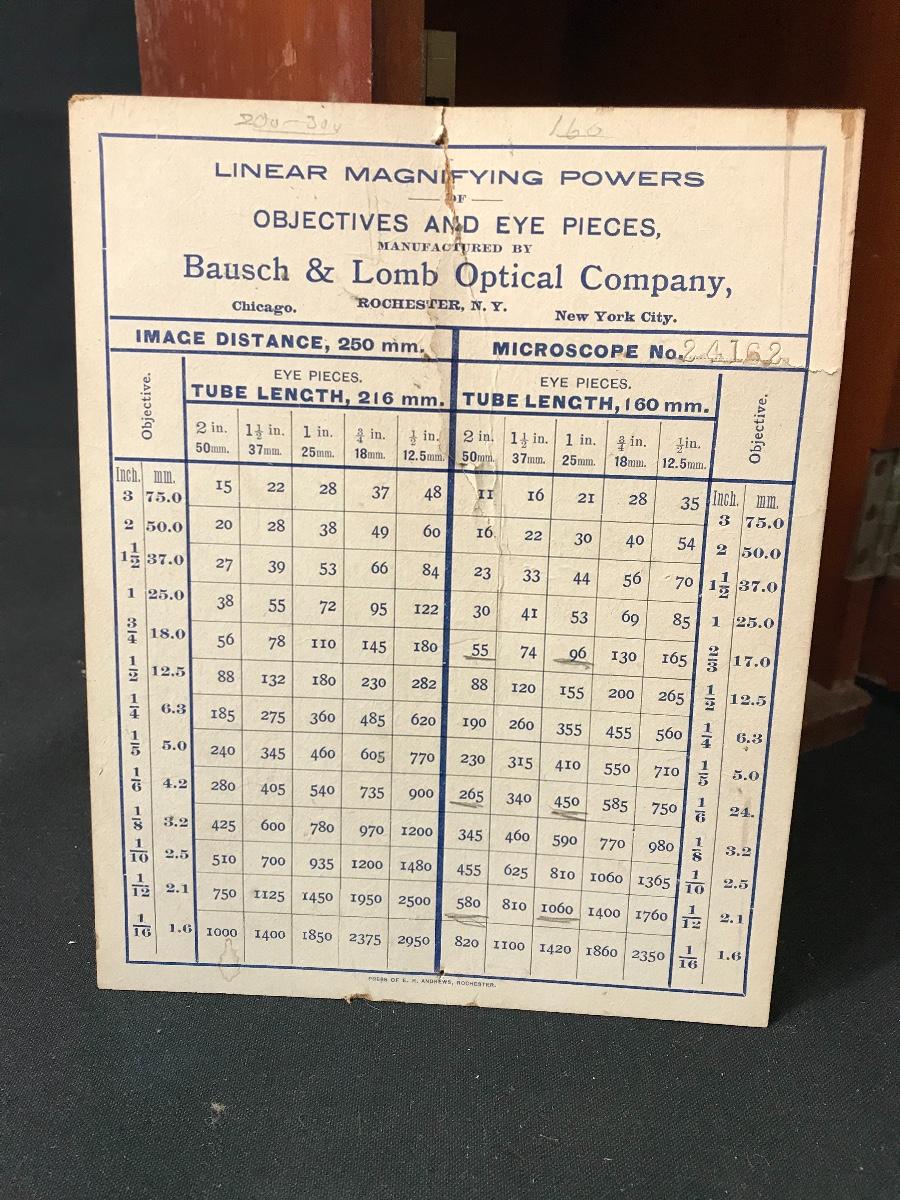 200-300 160
LINEAR MAGNIFYING POWERS
OF
OBJECTIVES AND EYE PIECES,
MANUFACTURED BY
Bausch & Lomb Optical Company,
Chicago. ROCHESTER, N. Y. New York City.
IMAGE DISTANCE, 250 mm. MICROSCOPE No. 24162
Objective. EYE PIECES. EYE PIECES. Objective.
TUBE LENGTH, 216 mm. TUBE LENGTH, 160 mm.
2 in. 1½ in. 1 in. ¾ in. ½ in. 2 in. 1½ in. 1 in. ¾ in. ½ in.
50mm. 37mm. 25mm. 18mm. 12.5mm. 50mm. 37mm. 25mm. 18mm. 12.5mm.
Inch. mm. Inch. mm.
3 75.0 15 22 28 37 48 11 16 21 28 35 3 75.0
2 50.0 20 28 38 49 60 16 22 30 40 54 2 50.0
1½ 37.0 27 39 53 66 84 23 33 44 56 70 1½ 37.0
1 25.0 38 55 72 95 122 30 41 53 69 85 1 25.0
¾ 18.0 56 78 110 145 180 55 74 96 130 165 ⅔ 17.0
½ 12.5 88 132 180 230 282 88 120 155 200 265 ½ 12.5
¼ 6.3 185 275 360 485 620 190 260 355 455 560 ¼ 6.3
⅕ 5.0 240 345 460 605 770 230 315 410 550 710 ⅕ 5.0
⅙ 4.2 280 405 540 735 900 265 340 450 585 750 ⅙ 24.
⅛ 3.2 425 600 780 970 1200 345 460 590 770 980 ⅛ 3.2
1/10 2.5 510 700 935 1200 1480 455 625 810 1060 1365 1/10 2.5
1/12 2.1 750 1125 1450 1950 2500 580 810 1060 1400 1760 1/12 2.1
1/16 1.6 1000 1400 1850 2375 2950 820 1100 1420 1860 2350 1/16 1.6
PRESS OF E. R. ANDREWS, ROCHESTER.